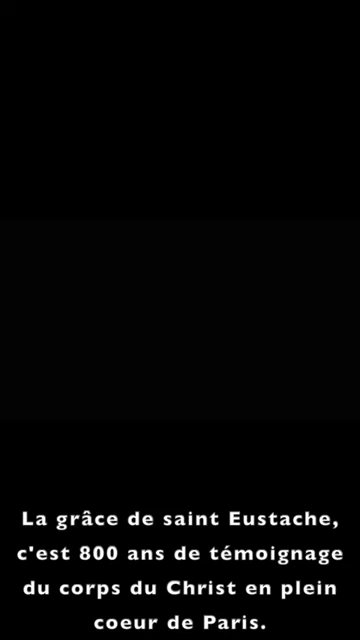 La grâce de saint Eustache,
c'est 800 ans de témoignage
du corps du Christ en plein
coeur de Paris.